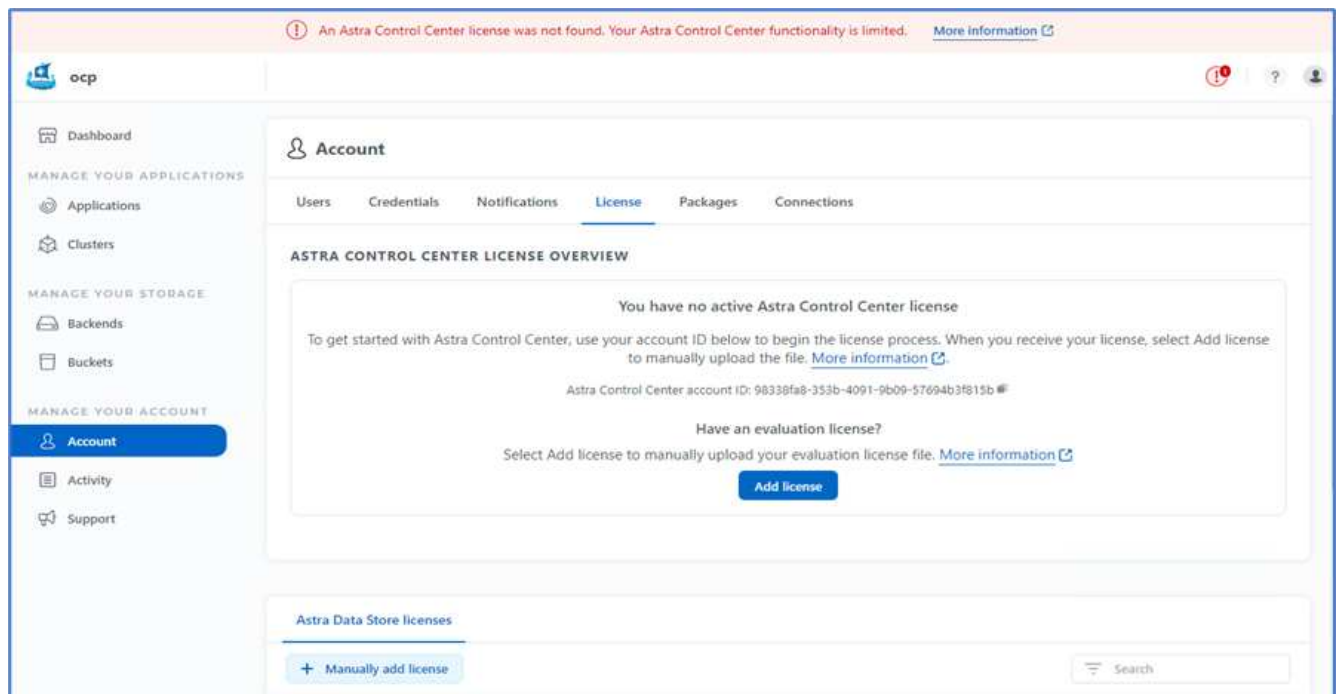 An Astra Control Center license was not found. Your Astra Control Center functionality is limited. More information
ocp
1
?
Dashboard
MANAGE YOUR APPLICATIONS
Applications
Clusters
MANAGE YOUR STORAGE
Backends
Buckets
MANAGE YOUR ACCOUNT
Account
Activity
Support
Account
Users Credentials Notifications License Packages Connections
ASTRA CONTROL CENTER LICENSE OVERVIEW
You have no active Astra Control Center license
To get started with Astra Control Center, use your account ID below to begin the license process. When you receive your license, select Add license
to manually upload the file. More information.
Astra Control Center account ID: 98338fa8-353b-4091-9b09-57694b3f815b
Have an evaluation license?
Select Add license to manually upload your evaluation license file. More information
Add license
Astra Data Store licenses
+ Manually add license
Search